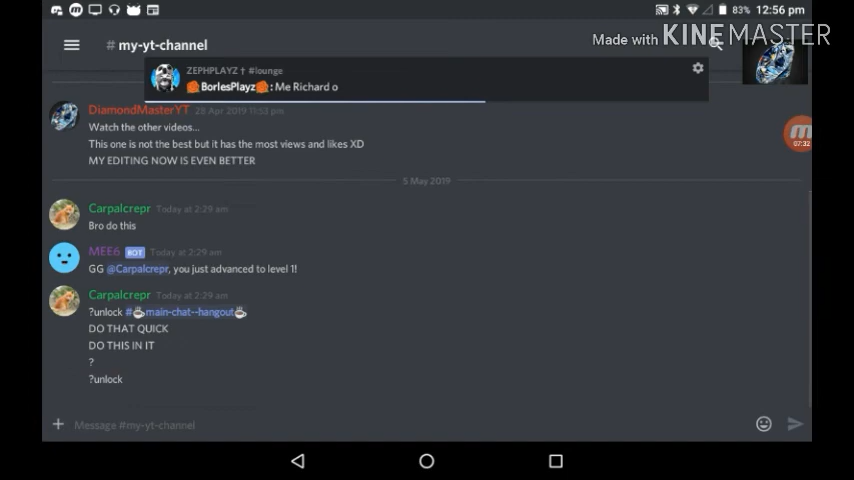 83% 12:56 pm
Made with KINEMASTER
# my-yt-channel
ZEPHPLAYZ † #lounge
BorlesPlayz: Me Richard o
DiamondMasterYT 28 Apr 2019 11:53 pm
Watch the other videos...
This one is not the best but it has the most views and likes XD
MY EDITING NOW IS EVEN BETTER
07:32
5 May 2019
Carpalcrepr Today at 2:29 am
Bro do this
MEE6 BOT Today at 2:29 am
GG @Carpalcrepr, you just advanced to level 1!
Carpalcrepr Today at 2:29 am
?unlock #☕main-chat--hangout☕
DO THAT QUICK
DO THIS IN IT
?
?unlock
Message #my-yt-channel